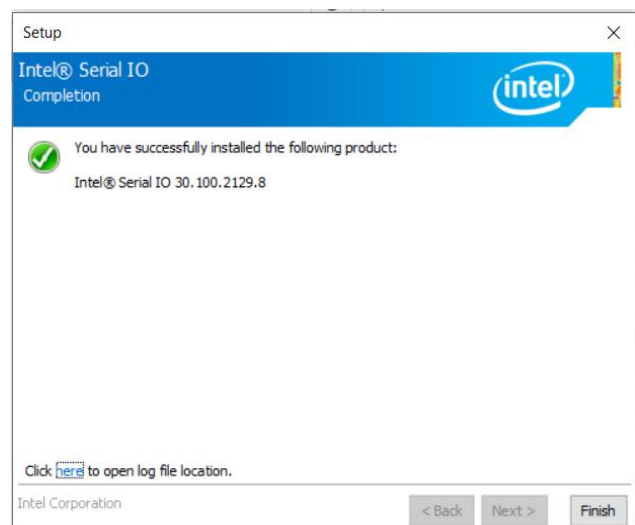 Setup
Intel® Serial IO
Completion
intel
You have successfully installed the following product:
Intel® Serial IO 30.100.2129.8
Click here to open log file location.
Intel Corporation
< Back
Next >
Finish